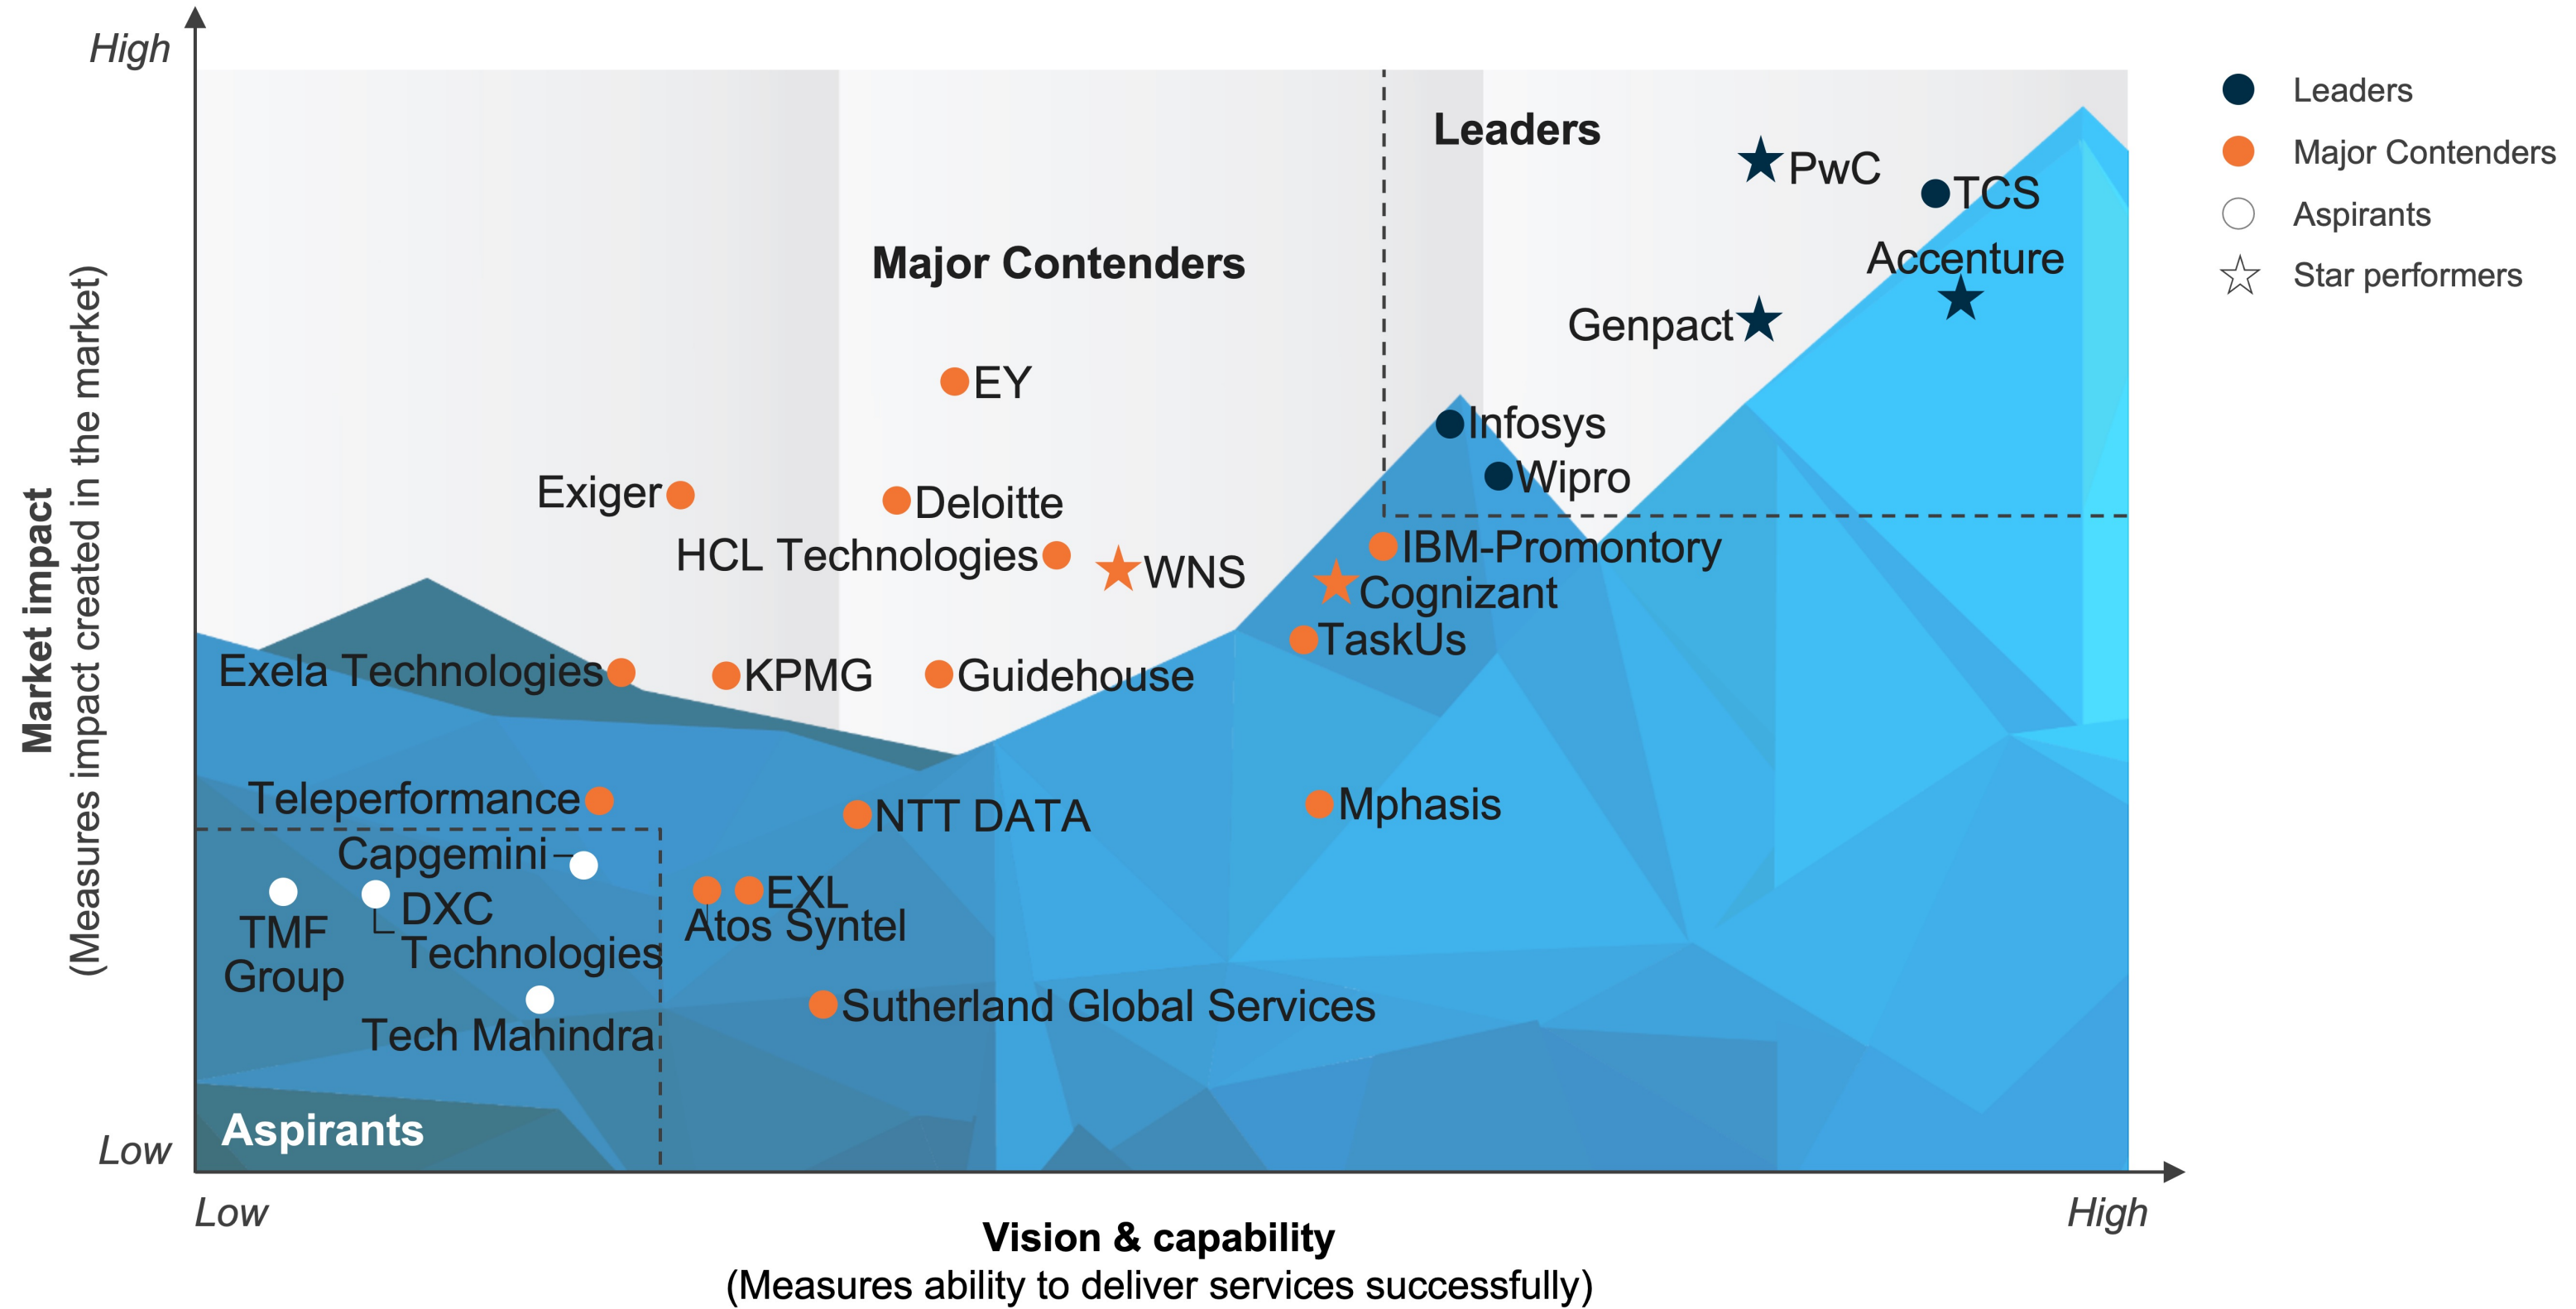 High
Leaders
Leaders
PwC
Major Contenders
TCS
Aspirants
Accenture
Major Contenders
Star performers
Genpact
EY
Infosys
Wipro
Exiger
Deloitte
HCL Technologies
WNS
IBM-Promontory
Cognizant
TaskUs
Exela Technologies
KPMG
Guidehouse
Market impact
(Measures impact created in the market)
Teleperformance
NTT DATA
Mphasis
Capgemini
EXL
DXC
Technologies
Atos Syntel
TMF
Group
Sutherland Global Services
Tech Mahindra
Aspirants
Low
Low
High
Vision & capability
(Measures ability to deliver services successfully)